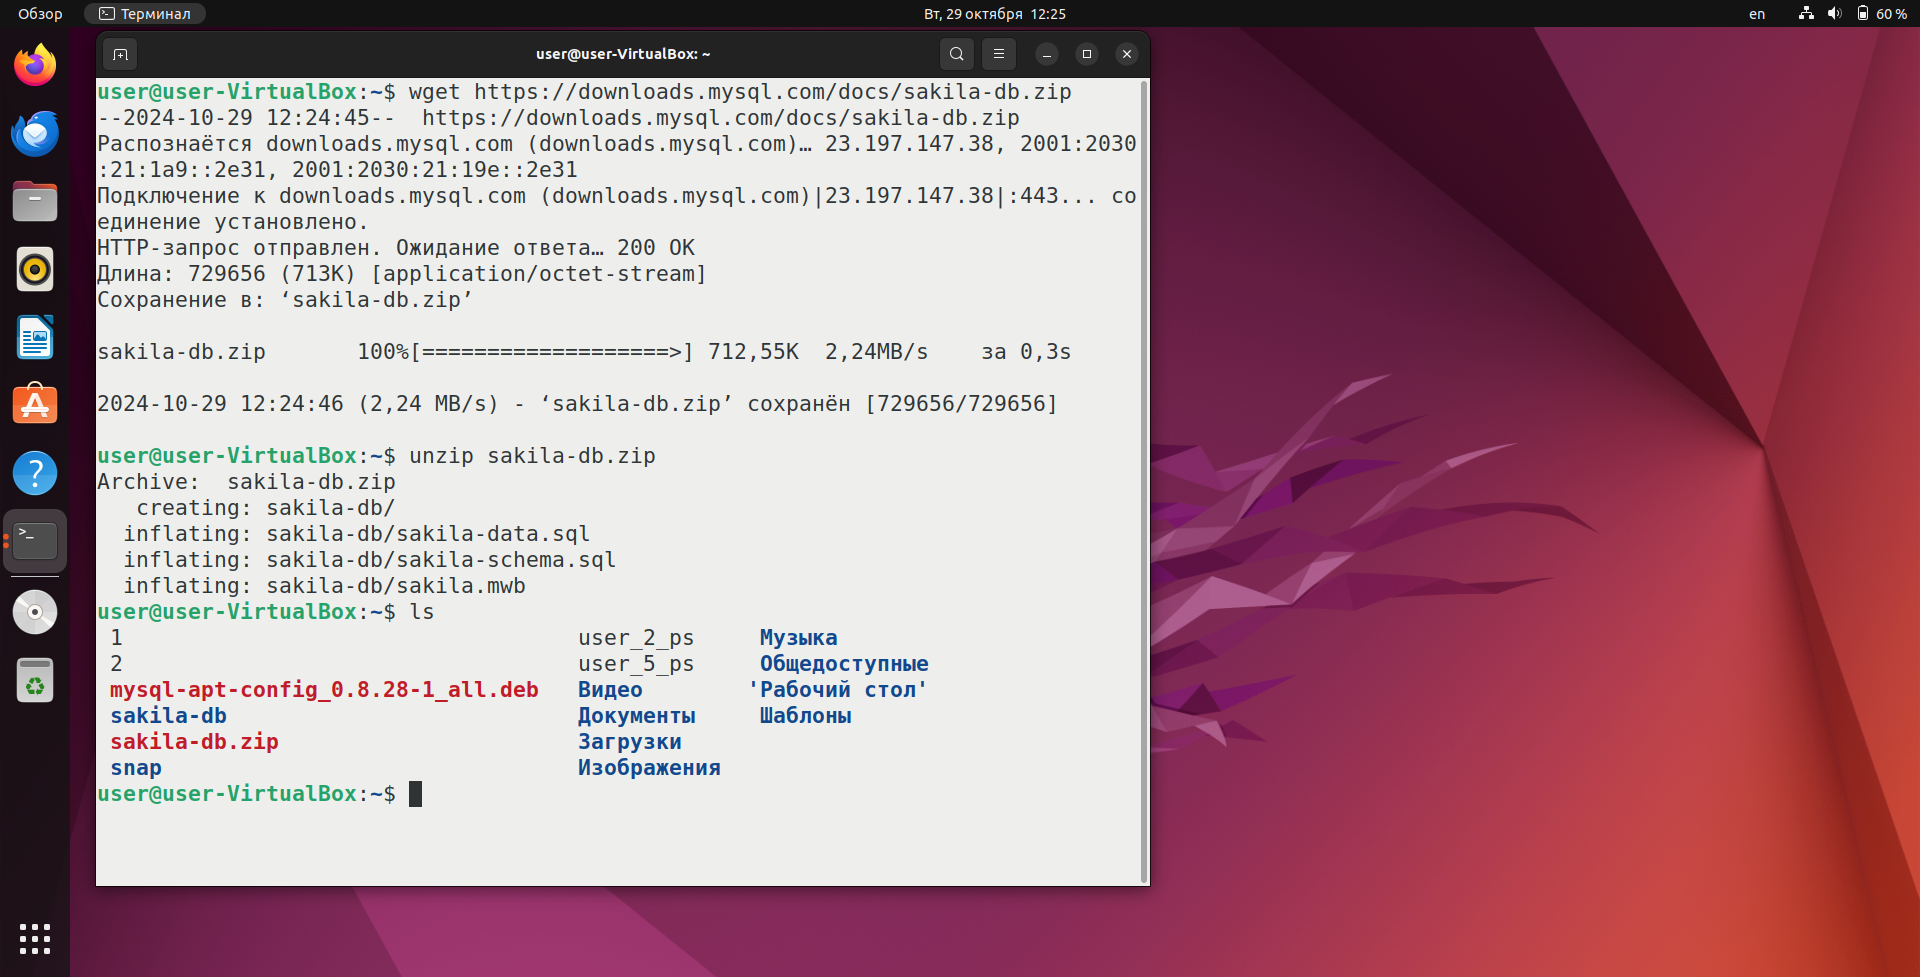 Обзор Терминал Вт, 29 октября 12:25 en 60 %
user@user-VirtualBox: ~
user@user-VirtualBox:~$ wget https://downloads.mysql.com/docs/sakila-db.zip
--2024-10-29 12:24:45-- https://downloads.mysql.com/docs/sakila-db.zip
Распознаётся downloads.mysql.com (downloads.mysql.com)… 23.197.147.38, 2001:2030
:21:1a9::2e31, 2001:2030:21:19e::2e31
Подключение к downloads.mysql.com (downloads.mysql.com)|23.197.147.38|:443... со
единение установлено.
HTTP-запрос отправлен. Ожидание ответа… 200 OK
Длина: 729656 (713K) [application/octet-stream]
Сохранение в: ‘sakila-db.zip’
sakila-db.zip 100%[===================>] 712,55K 2,24MB/s за 0,3s
2024-10-29 12:24:46 (2,24 MB/s) - ‘sakila-db.zip’ сохранён [729656/729656]
user@user-VirtualBox:~$ unzip sakila-db.zip
Archive: sakila-db.zip
creating: sakila-db/
inflating: sakila-db/sakila-data.sql
inflating: sakila-db/sakila-schema.sql
inflating: sakila-db/sakila.mwb
user@user-VirtualBox:~$ ls
1 user_2_ps Музыка
2 user_5_ps Общедоступные
mysql-apt-config_0.8.28-1_all.deb Видео 'Рабочий стол'
sakila-db Документы Шаблоны
sakila-db.zip Загрузки
snap Изображения
user@user-VirtualBox:~$